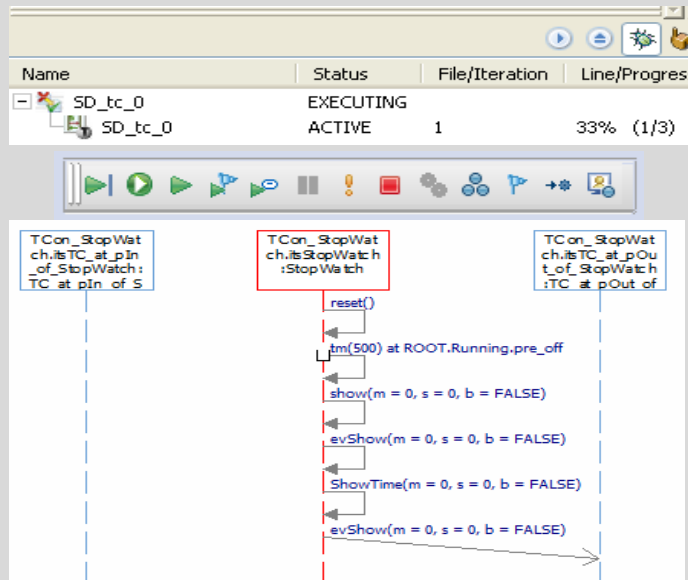 Name Status File/Iteration Line/Progres
SD_tc_0 EXECUTING
SD_tc_0 ACTIVE 1 33% (1/3)
TCon_StopWat
ch.itsTC_at_pIn
_of_StopWatch:
TC_at_pIn_of_S
TCon_StopWat
ch.itsStopWatch
:StopWatch
TCon_StopWat
ch.itsTC_at_pOu
t_of_StopWatch
:TC_at_pOut_of
reset()
tm(500) at ROOT.Running.pre_off
show(m = 0, s = 0, b = FALSE)
evShow(m = 0, s = 0, b = FALSE)
ShowTime(m = 0, s = 0, b = FALSE)
evShow(m = 0, s = 0, b = FALSE)